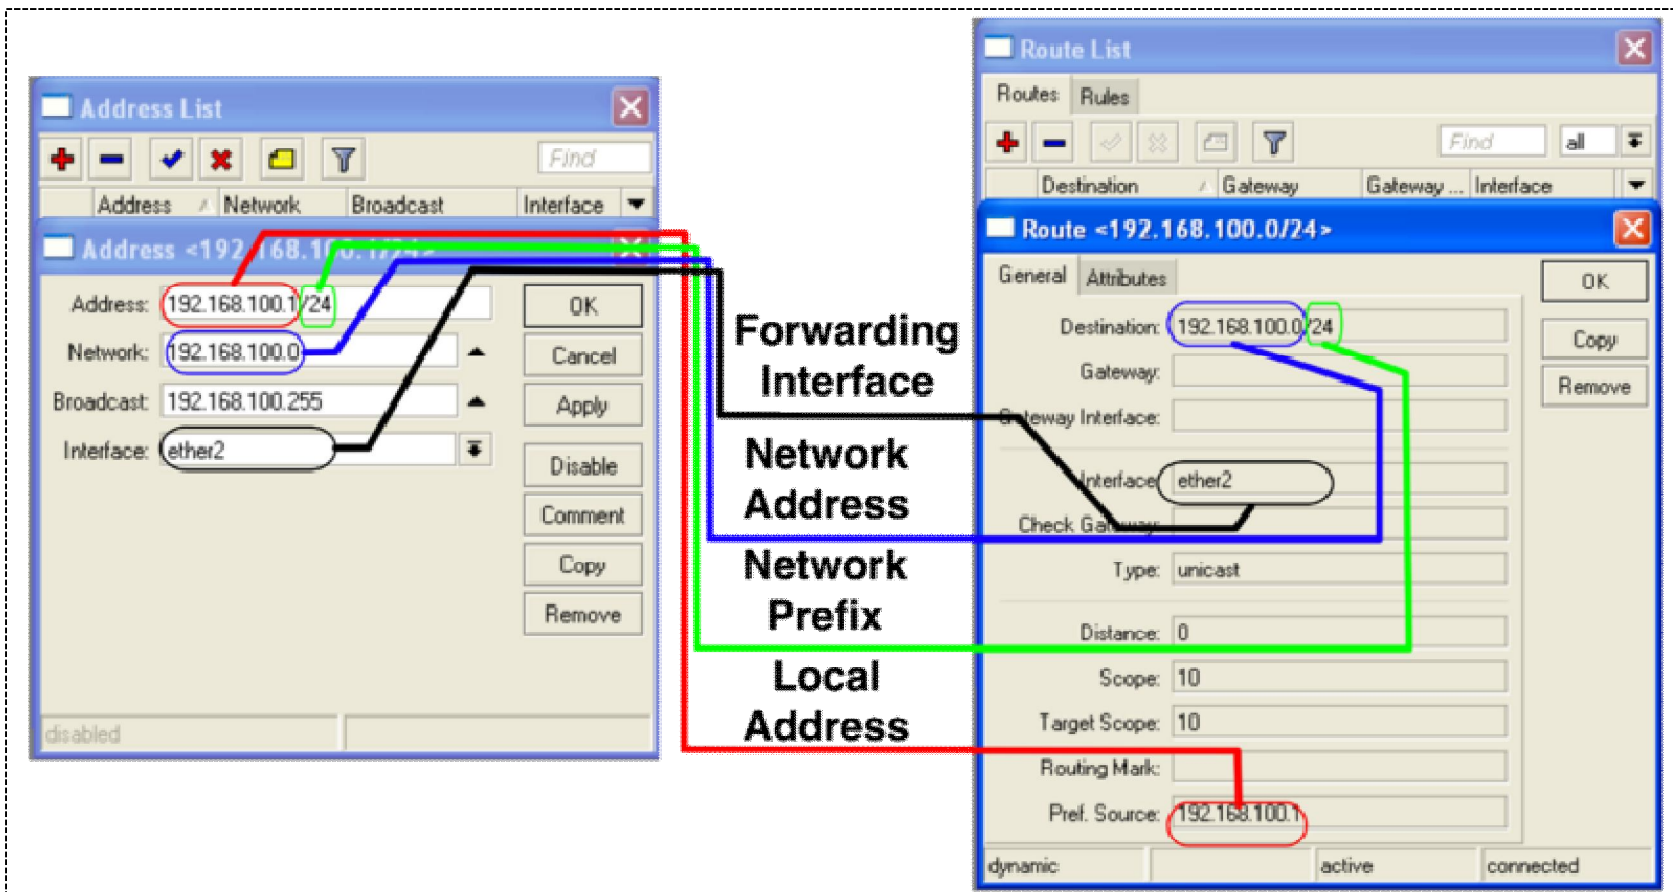 Address List
Find
Address Network Broadcast Interface
Address <192.168.100.1/24>
Address: 192.168.100.1/24
Network: 192.168.100.0
Broadcast: 192.168.100.255
Interface: ether2
OK
Cancel
Apply
Disable
Comment
Copy
Remove
disabled
Forwarding
Interface
Network
Address
Network
Prefix
Local
Address
Route List
Routes Rules
Find all
Destination Gateway Gateway ... Interface
Route <192.168.100.0/24>
General Attributes
Destination: 192.168.100.0/24
Gateway:
Gateway Interface:
Interface: ether2
Check Gateway:
Type: unicast
Distance: 0
Scope: 10
Target Scope: 10
Routing Mark:
Pref. Source: 192.168.100.1
OK
Copy
Remove
dynamic active connected